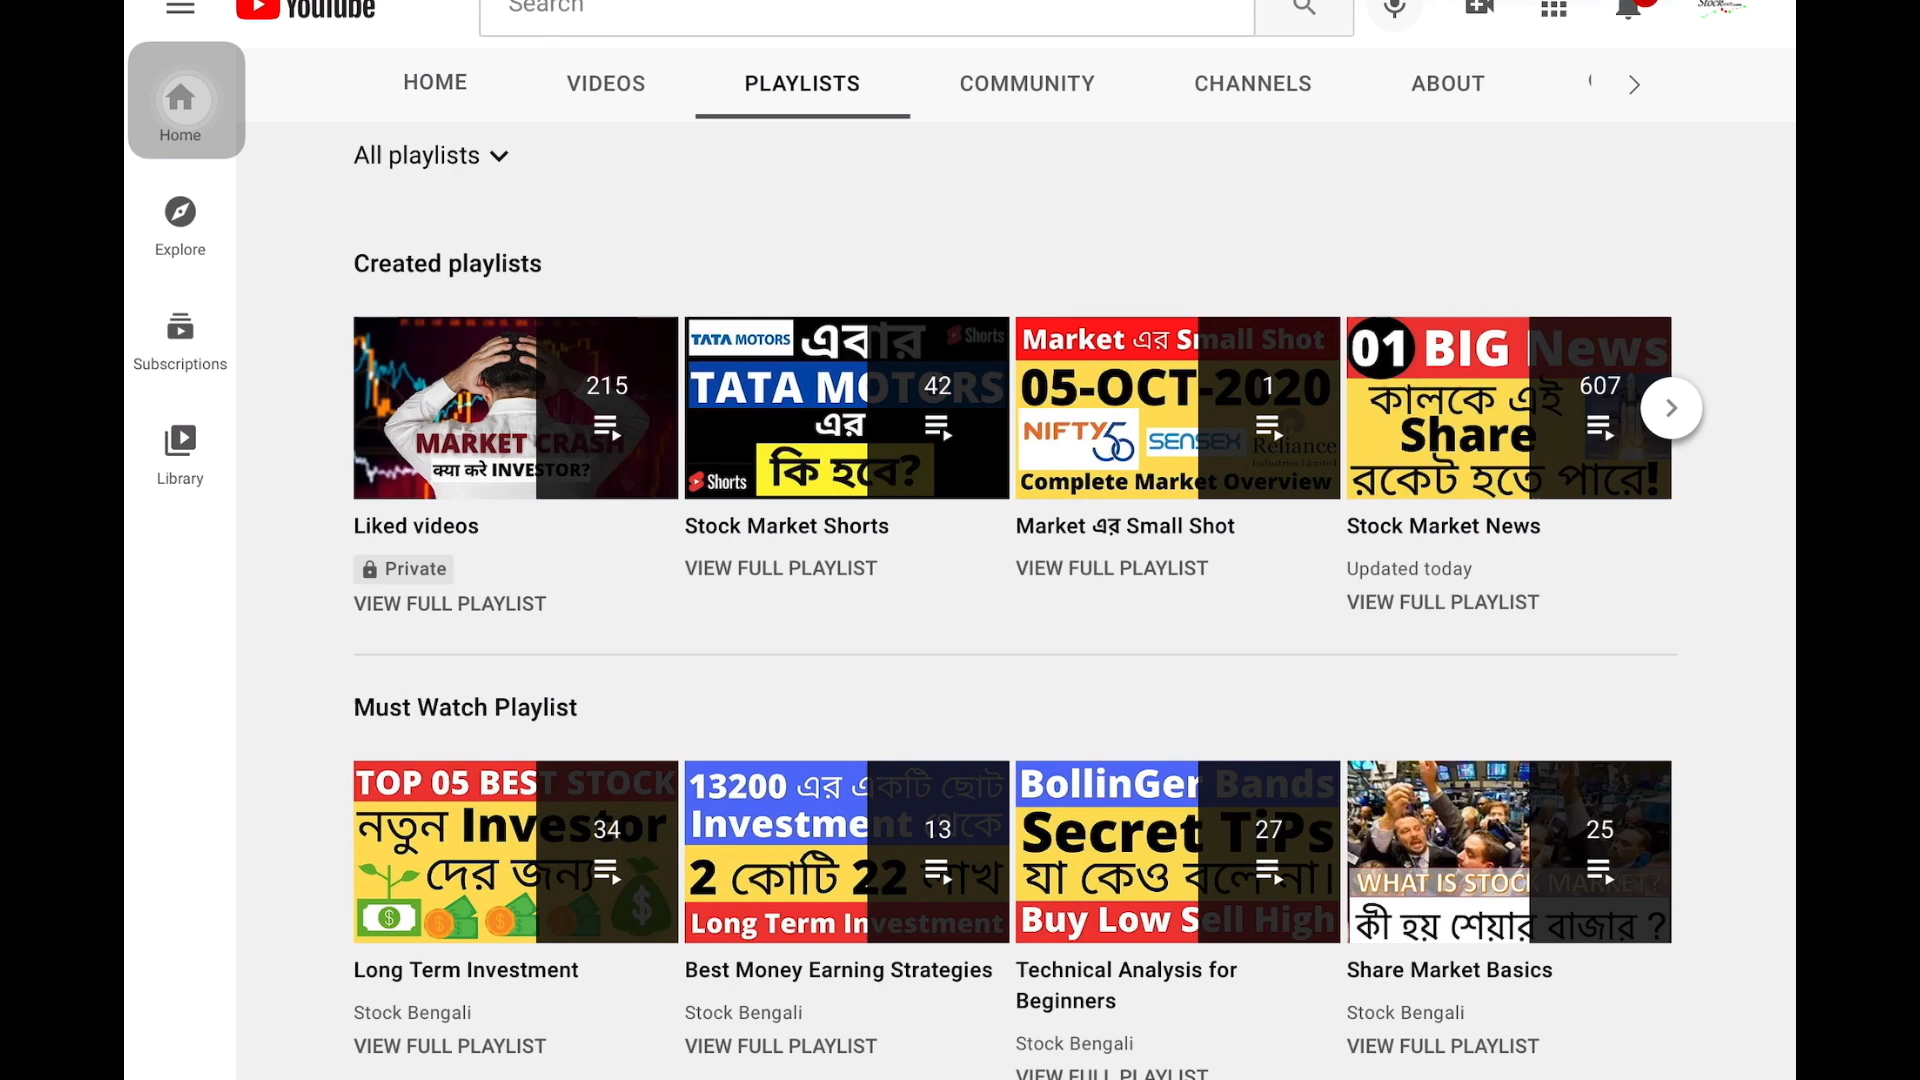 YouTube
Search
Stock
HOME
VIDEOS
PLAYLISTS
COMMUNITY
CHANNELS
ABOUT
Home
Explore
Subscriptions
Library
All playlists
Created playlists
MARKET CRASH
क्या करे INVESTOR?
215
TATA MOTORS এবার
Shorts
TATA MOTORS
এর
কি হবে?
Shorts
42
Market এর Small Shot
05-OCT-2020
NIFTY50 SENSEX Reliance
Industries Limited
Complete Market Overview
1
01 BIG News
কালকে এই
Share
রকেট হতে পারে!
607
Liked videos
Private
VIEW FULL PLAYLIST
Stock Market Shorts
VIEW FULL PLAYLIST
Market এর Small Shot
VIEW FULL PLAYLIST
Stock Market News
Updated today
VIEW FULL PLAYLIST
Must Watch Playlist
TOP 05 BEST STOCK
নতুন Investor
দের জন্য
34
13200 এর একটি ছোট
Investment থেকে
2 কোটি 22 লাখ
Long Term Investment
13
BollinGer Bands
Secret TiPs
যা কেও বলে না।
Buy Low Sell High
27
WHAT IS STOCK MARKET?
কী হয় শেয়ার বাজার ?
25
Long Term Investment
Stock Bengali
VIEW FULL PLAYLIST
Best Money Earning Strategies
Stock Bengali
VIEW FULL PLAYLIST
Technical Analysis for
Beginners
Stock Bengali
VIEW FULL PLAYLIST
Share Market Basics
Stock Bengali
VIEW FULL PLAYLIST